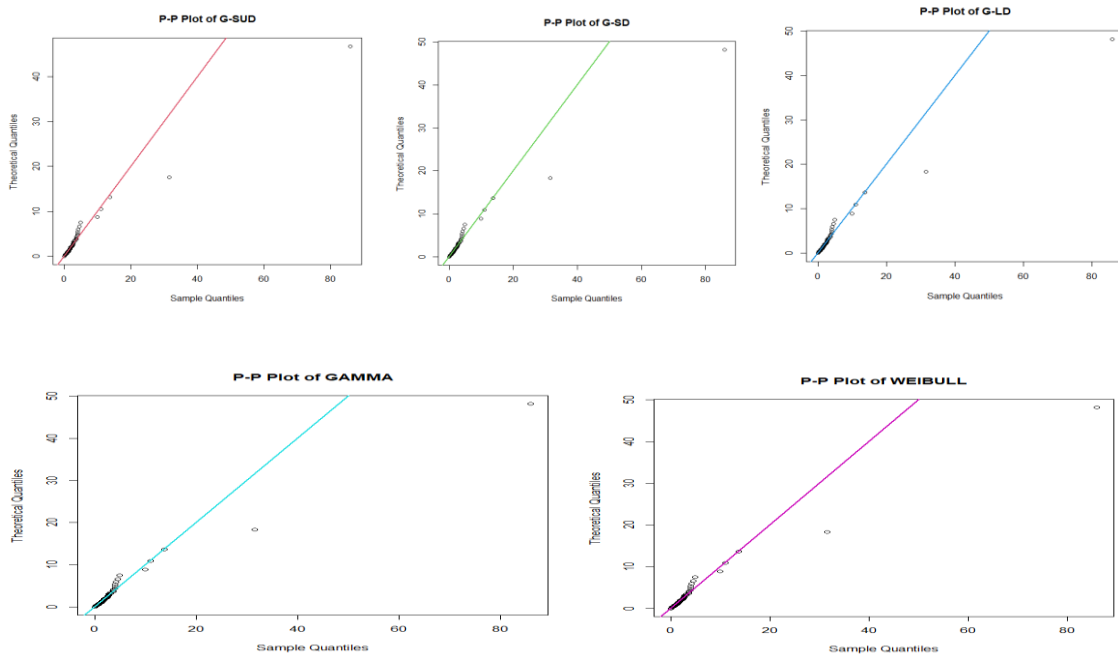 P-P Plot of G-SUD
Theoretical Quantiles
40
30
20
10
0
0 20 40 60 80
Sample Quantiles
P-P Plot of G-SD
Theoretical Quantiles
50
40
30
20
10
0
0 20 40 60 80
Sample Quantiles
P-P Plot of G-LD
Theoretical Quantiles
50
40
30
20
10
0
0 20 40 60 80
Sample Quantiles
P-P Plot of GAMMA
Theoretical Quantiles
50
40
30
20
10
0
0 20 40 60 80
Sample Quantiles
P-P Plot of WEIBULL
Theoretical Quantiles
50
40
30
20
10
0
0 20 40 60 80
Sample Quantiles